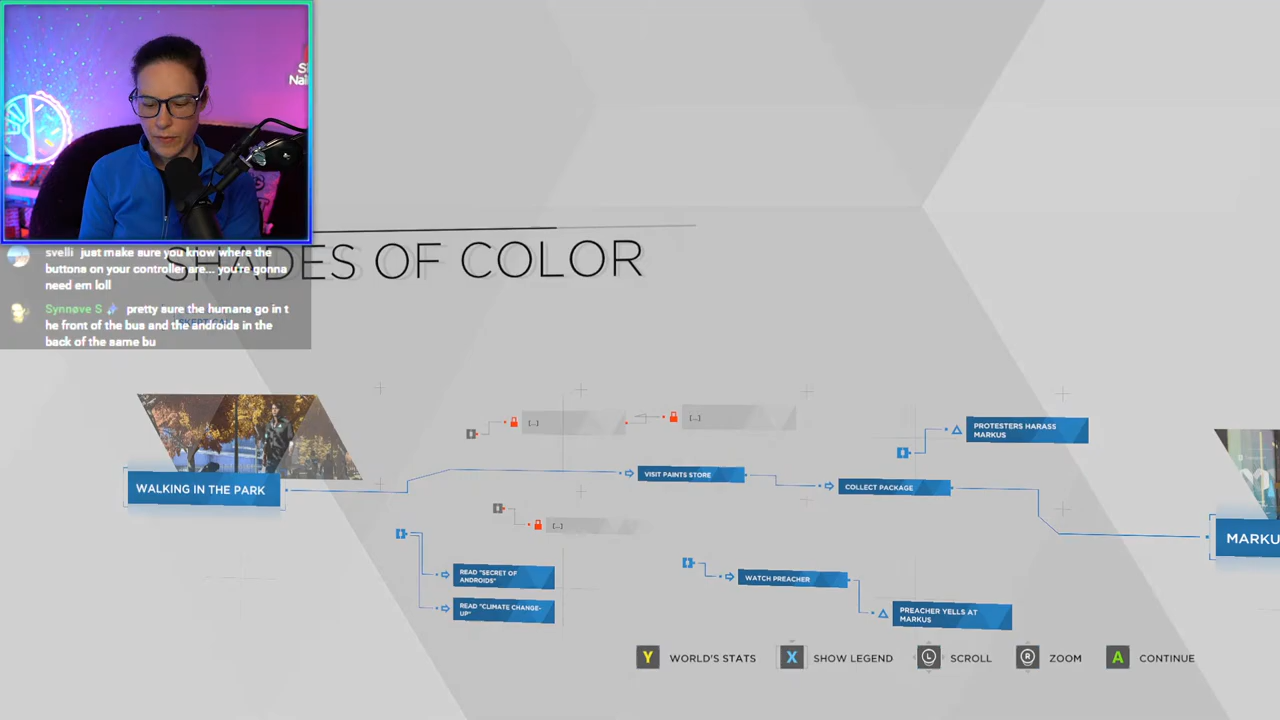 svelli just make sure you know where the
buttons on your controller are... you're gonna
need em loll
Synnøve S pretty sure the humans go in t
he front of the bus and the androids in the
back of the same bu
SHADES OF COLOR
WALKING IN THE PARK
[...]
[...]
VISIT PAINTS STORE
COLLECT PACKAGE
PROTESTERS HARASS
MARKUS
[...]
READ "SECRET OF
ANDROIDS"
READ "CLIMATE CHANGE-
UP"
WATCH PREACHER
PREACHER YELLS AT
MARKUS
MARKU
Y WORLD'S STATS
X SHOW LEGEND
L SCROLL
R ZOOM
A CONTINUE